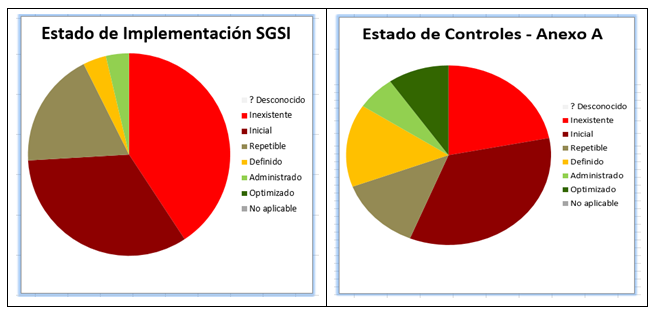 Estado de Implementación SGSI
? Desconocido
Inexistente
Inicial
Repetible
Definido
Administrado
Optimizado
No aplicable
Estado de Controles - Anexo A
? Desconocido
Inexistente
Inicial
Repetible
Definido
Administrado
Optimizado
No aplicable